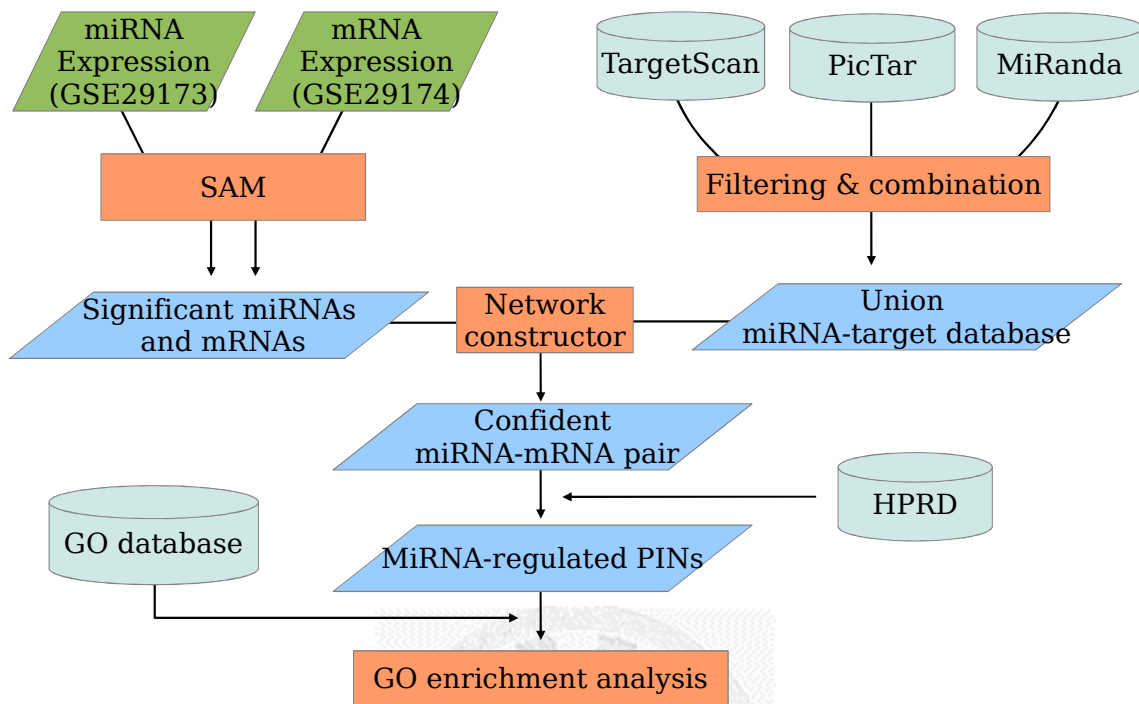 miRNA
Expression
(GSE29173)
mRNA
Expression
(GSE29174)
TargetScan
PicTar
MiRanda
SAM
Filtering & combination
Significant miRNAs
and mRNAs
Network
constructor
Union
miRNA-target database
Confident
miRNA-mRNA pair
HPRD
GO database
MiRNA-regulated PINs
GO enrichment analysis